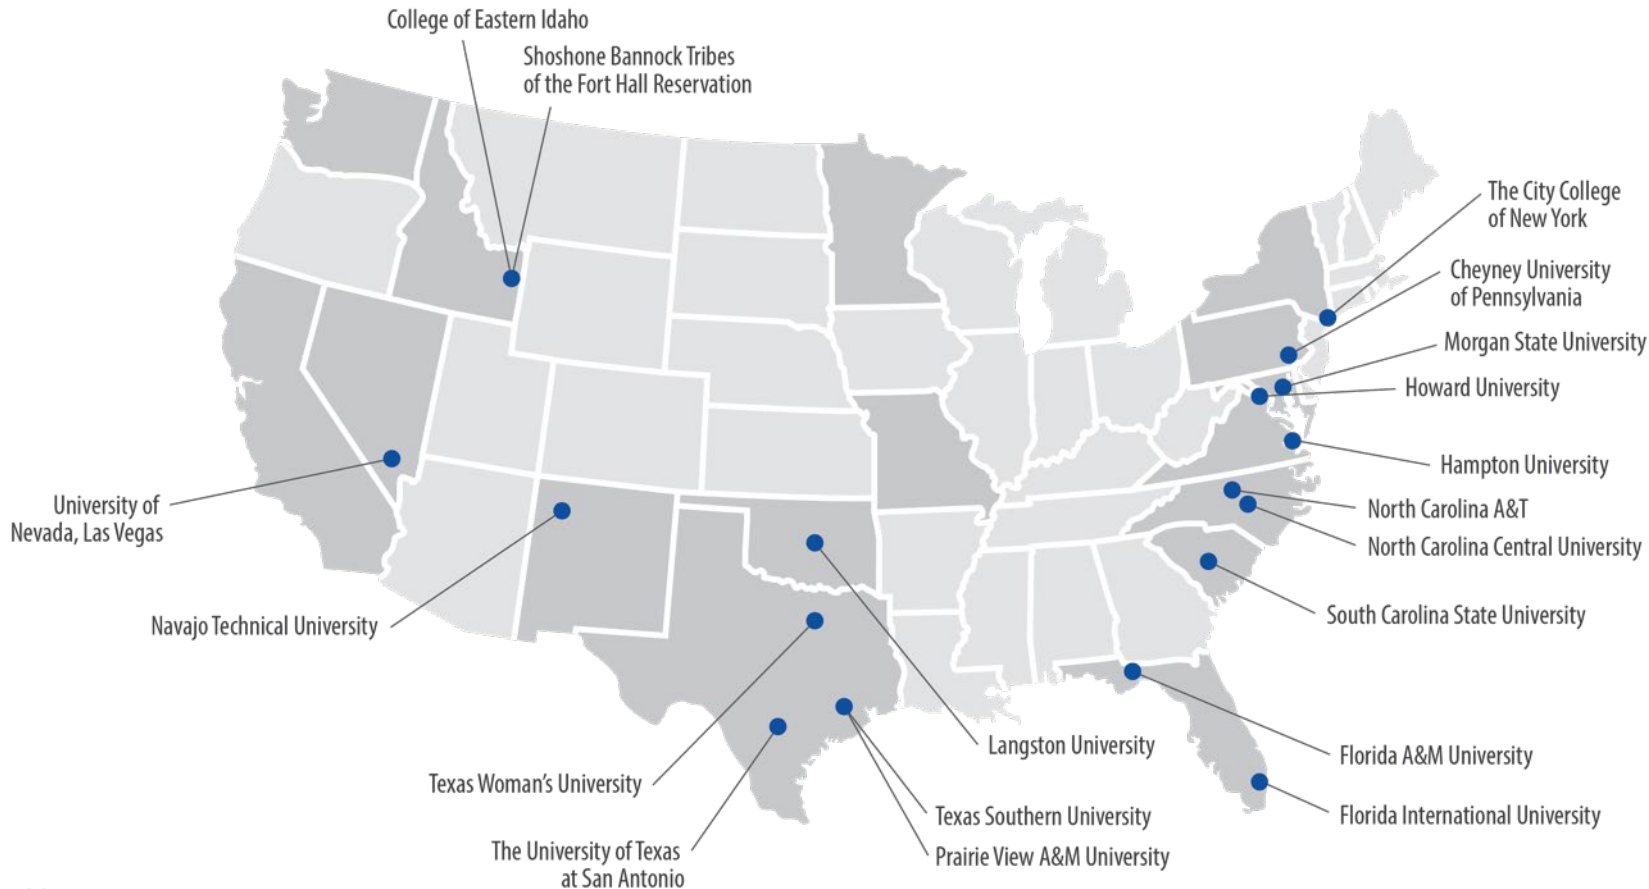 College of Eastern Idaho
Shoshone Bannock Tribes
of the Fort Hall Reservation
The City College
of New York
Cheyney University
of Pennsylvania
Morgan State University
Howard University
Hampton University
North Carolina A&T
North Carolina Central University
South Carolina State University
University of
Nevada, Las Vegas
Navajo Technical University
Langston University
Florida A&M University
Texas Woman's University
Texas Southern University
Florida International University
The University of Texas
at San Antonio
Prairie View A&M University